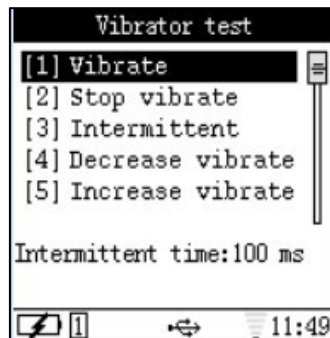 Vibrator test
[1] Vibrate
[2] Stop vibrate
[3] Intermittent
[4] Decrease vibrate
[5] Increase vibrate
Intermittent time:100 ms
1 11:49